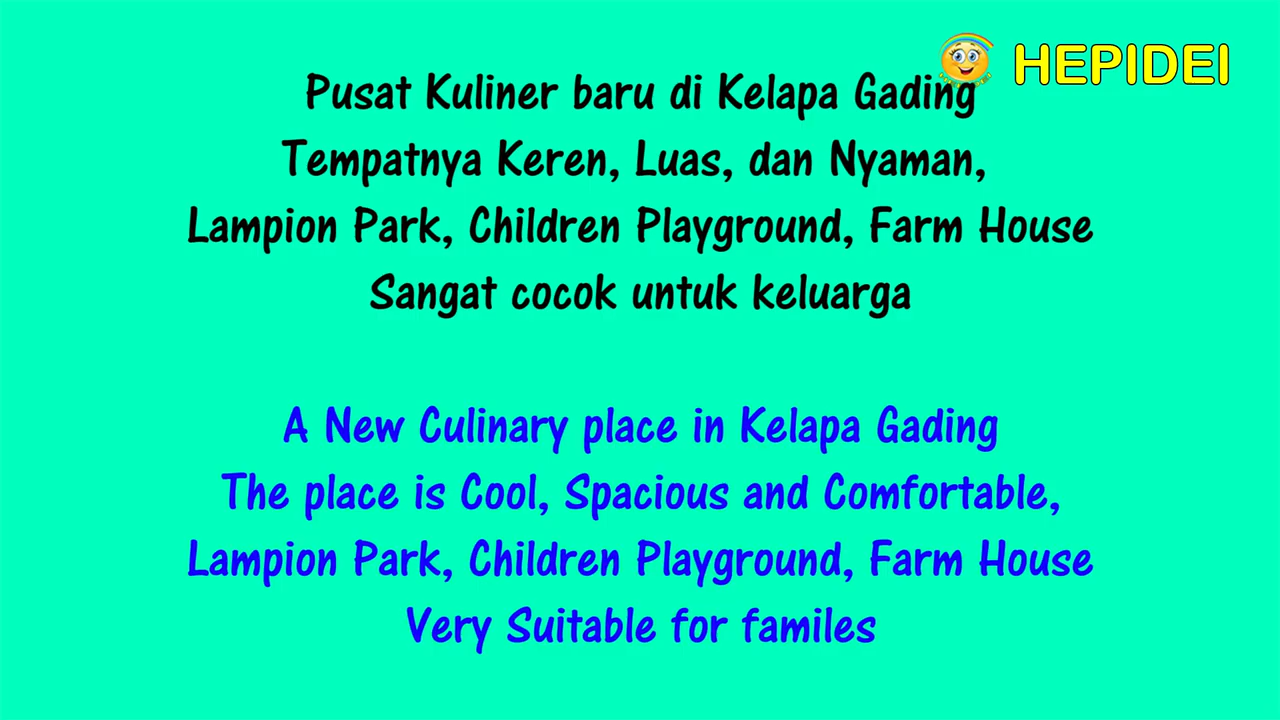 HEPIDEI
Pusat Kuliner baru di Kelapa Gading
Tempatnya Keren, Luas, dan Nyaman,
Lampion Park, Children Playground, Farm House
Sangat cocok untuk keluarga
A New Culinary place in Kelapa Gading
The place is Cool, Spacious and Comfortable,
Lampion Park, Children Playground, Farm House
Very Suitable for familes